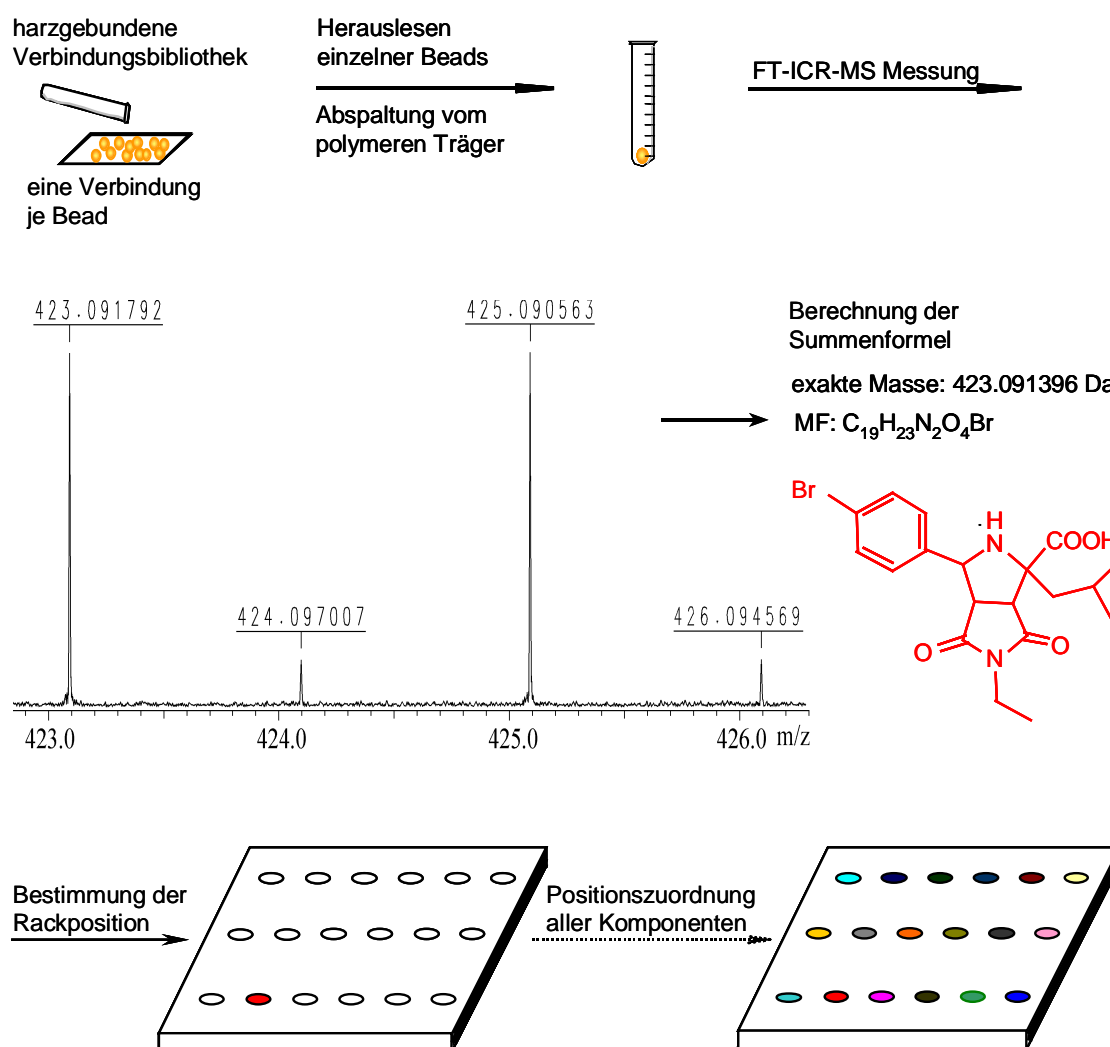 harzgebundene
Verbindungsbibliothek
eine Verbindung
je Bead
Herauslesen
einzelner Beads
Abspaltung vom
polymeren Träger
FT-ICR-MS Messung
423.091792
425.090563
424.097007
426.094569
423.0 424.0 425.0 426.0 m/z
Berechnung der
Summenformel
exakte Masse: 423.091396 Da
MF: C₁₉H₂₃N₂O₄Br
Br
H
N
COOH
O
O
N
Bestimmung der
Rackposition
Positionszuordnung
aller Komponenten